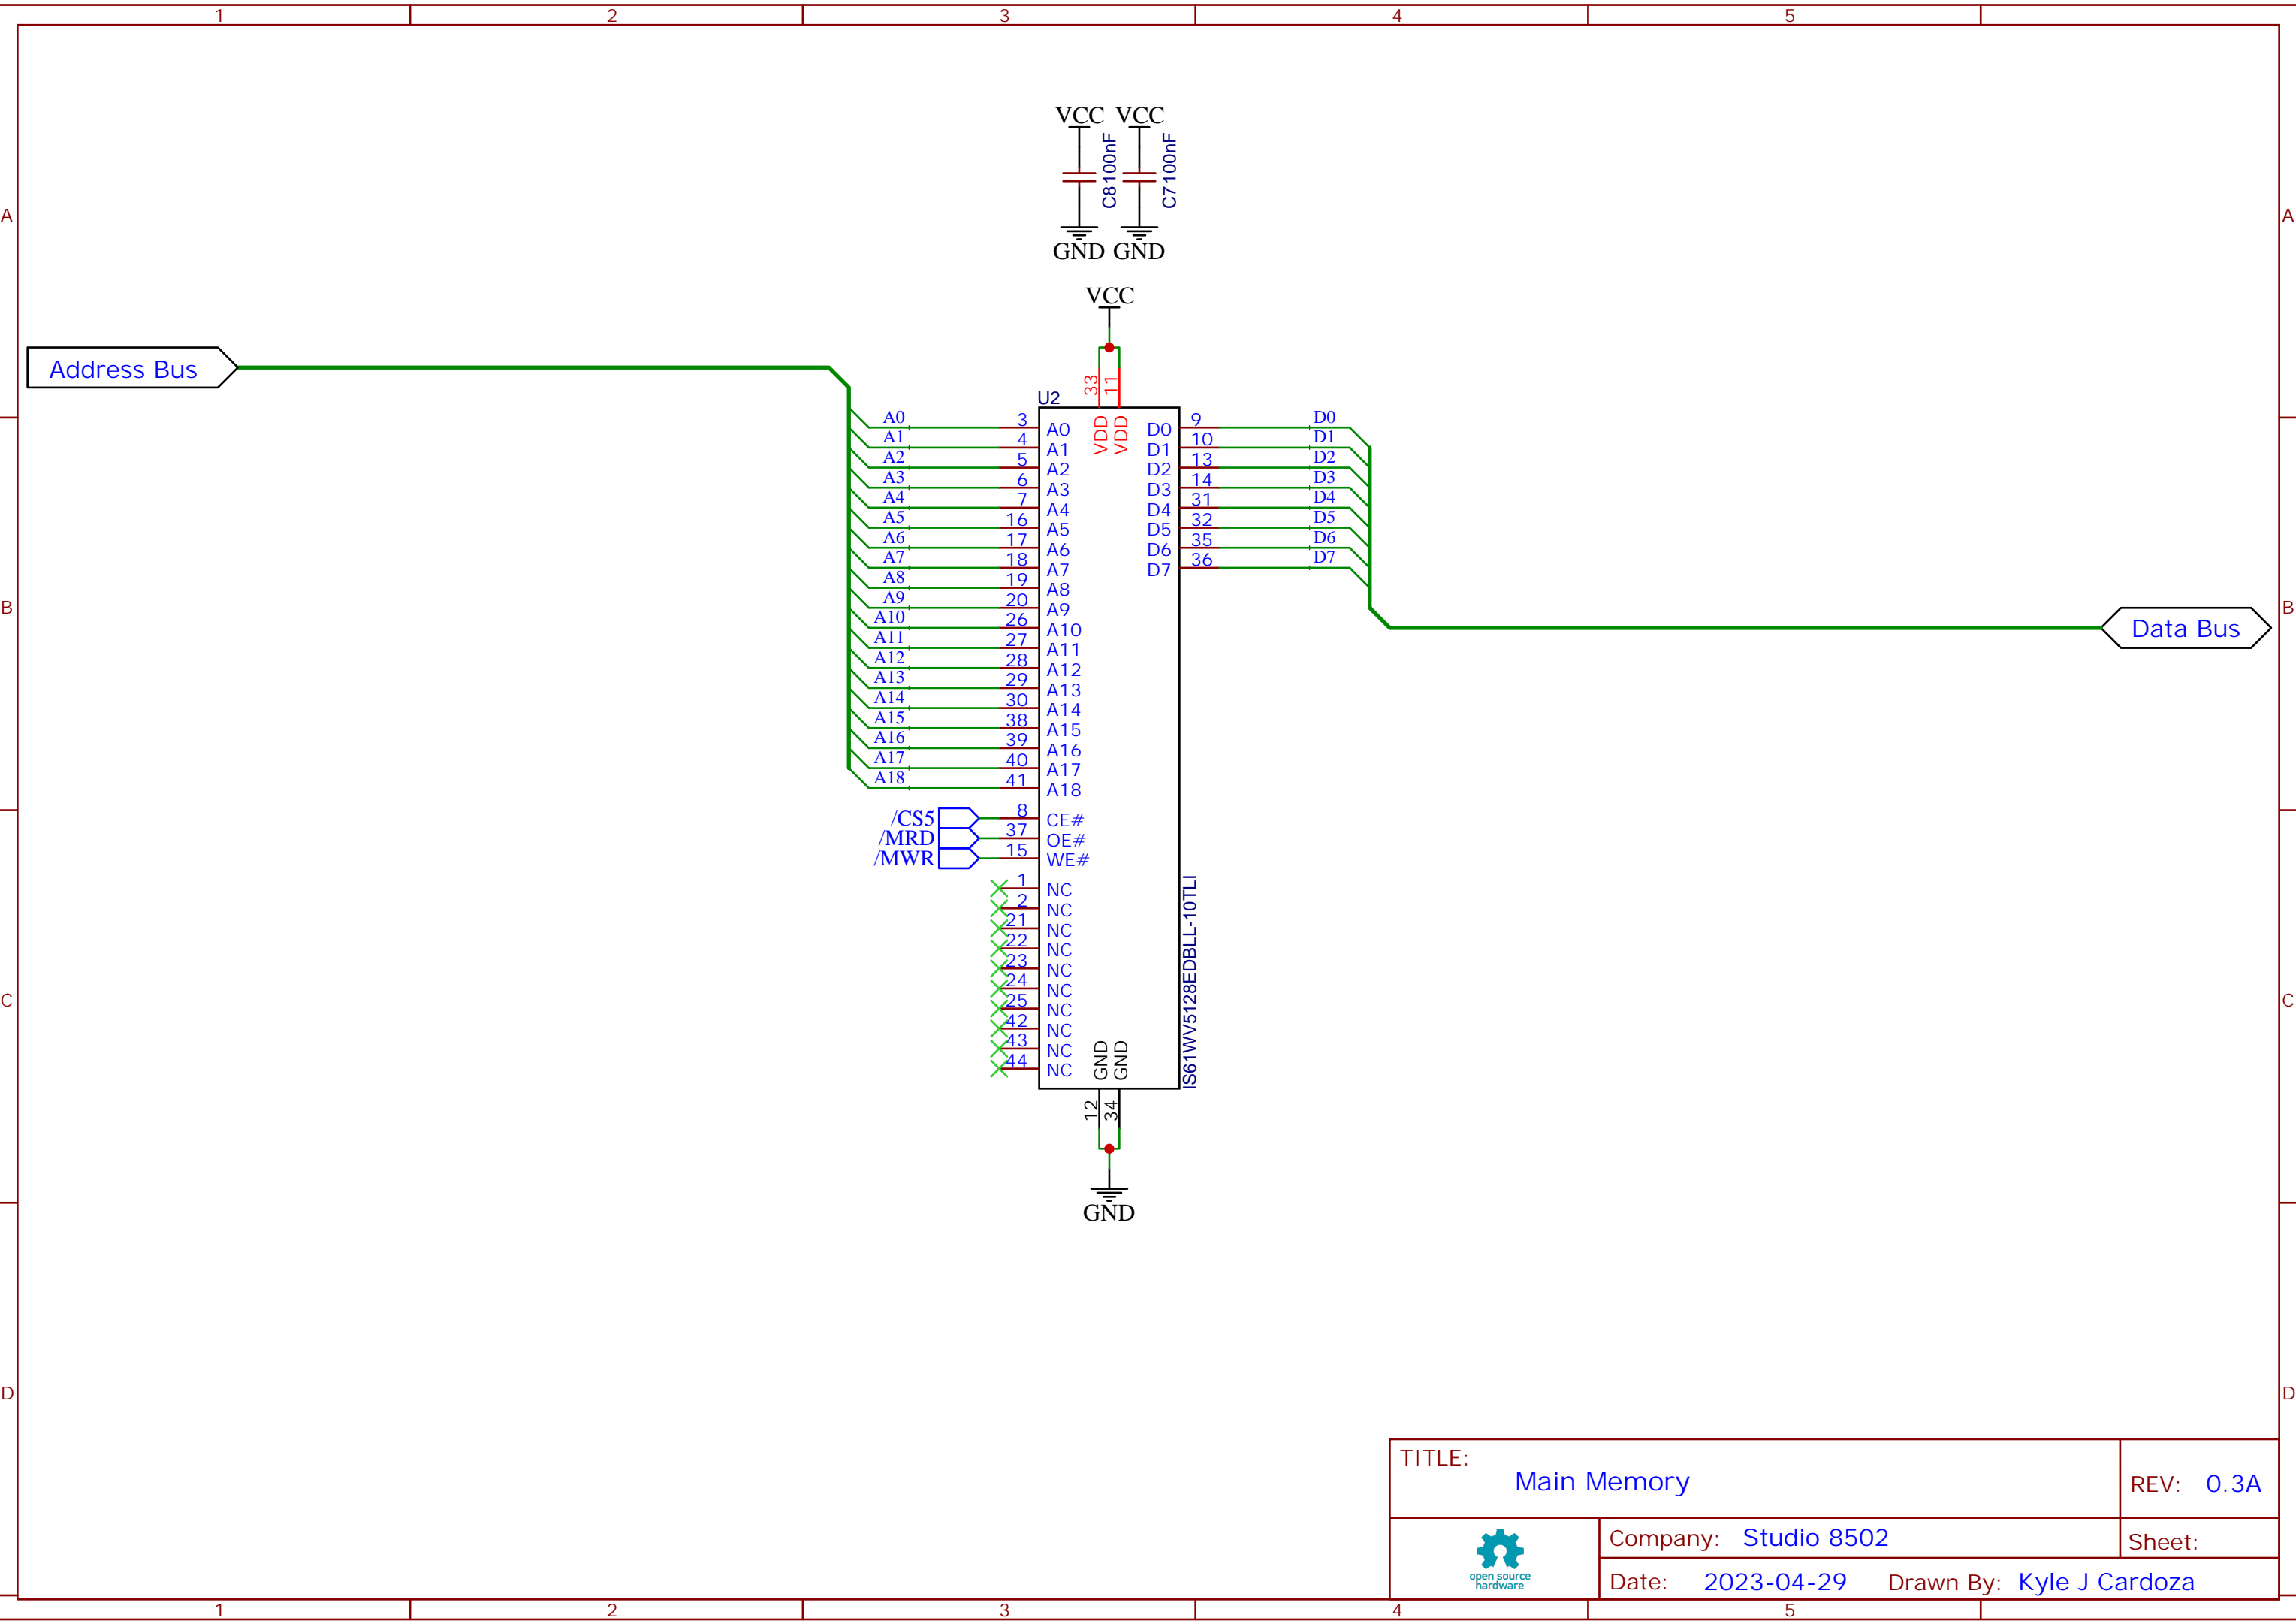 1 2 3 4 5
VCC VCC
C8 100nF
C7 100nF
A A
GND GND
VCC
Address Bus
33 11
U2
VDD VDD
A0 3 A0 D0 9 D0
A1 4 A1 D1 10 D1
A2 5 A2 D2 13 D2
A3 6 A3 D3 14 D3
A4 7 A4 D4 31 D4
A5 16 A5 D5 32 D5
A6 17 A6 D6 35 D6
A7 18 A7 D7 36 D7
A8 19 A8
A9 20 A9
B B
A10 26 A10
Data Bus
A11 27 A11
A12 28 A12
A13 29 A13
A14 30 A14
A15 38 A15
A16 39 A16
A17 40 A17
A18 41 A18
/CS5 8 CE#
/MRD 37 OE#
/MWR 15 WE#
1 NC
2 NC
21 NC
22 NC
23 NC
24 NC
25 NC
42 NC
43 NC
44 NC
IS61WV5128EDBLL-10TLI
C C
GND GND
12 34
GND
D D
TITLE:
Main Memory
REV: 0.3A
open source
hardware
Company: Studio 8502
Sheet:
Date: 2023-04-29 Drawn By: Kyle J Cardoza
1 2 3 4 5